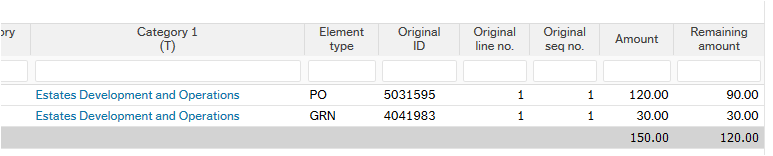 ory Category 1 (T) Element type Original ID Original line no. Original seq no. Amount Remaining amount
Estates Development and Operations PO 5031595 1 1 120.00 90.00
Estates Development and Operations GRN 4041983 1 1 30.00 30.00
150.00 120.00